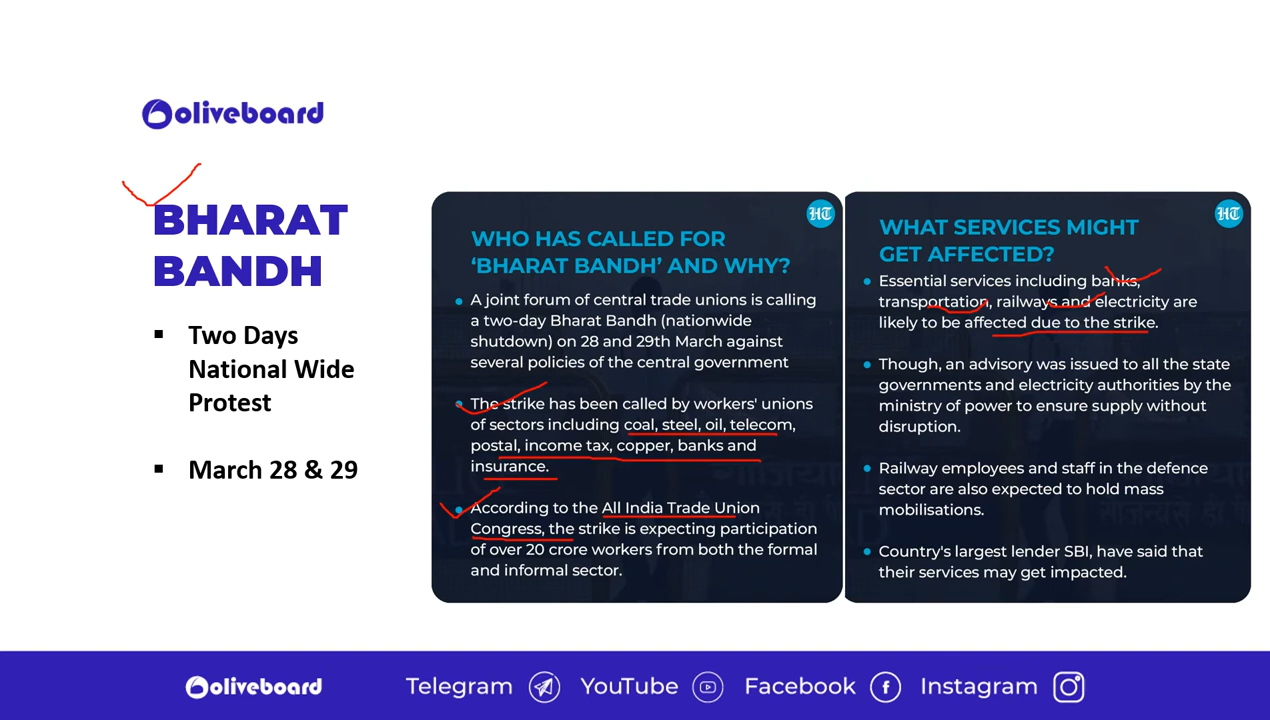 oliveboard
BHARAT
BANDH
▪ Two Days
National Wide
Protest
▪ March 28 & 29
HT
WHO HAS CALLED FOR
‘BHARAT BANDH’ AND WHY?
• A joint forum of central trade unions is calling
a two-day Bharat Bandh (nationwide
shutdown) on 28 and 29th March against
several policies of the central government
• The strike has been called by workers' unions
of sectors including coal, steel, oil, telecom,
postal, income tax, copper, banks and
insurance.
• According to the All India Trade Union
Congress, the strike is expecting participation
of over 20 crore workers from both the formal
and informal sector.
HT
WHAT SERVICES MIGHT
GET AFFECTED?
• Essential services including banks,
transportation, railways and electricity are
likely to be affected due to the strike.
• Though, an advisory was issued to all the state
governments and electricity authorities by the
ministry of power to ensure supply without
disruption.
• Railway employees and staff in the defence
sector are also expected to hold mass
mobilisations.
• Country's largest lender SBI, have said that
their services may get impacted.
oliveboard Telegram YouTube Facebook Instagram